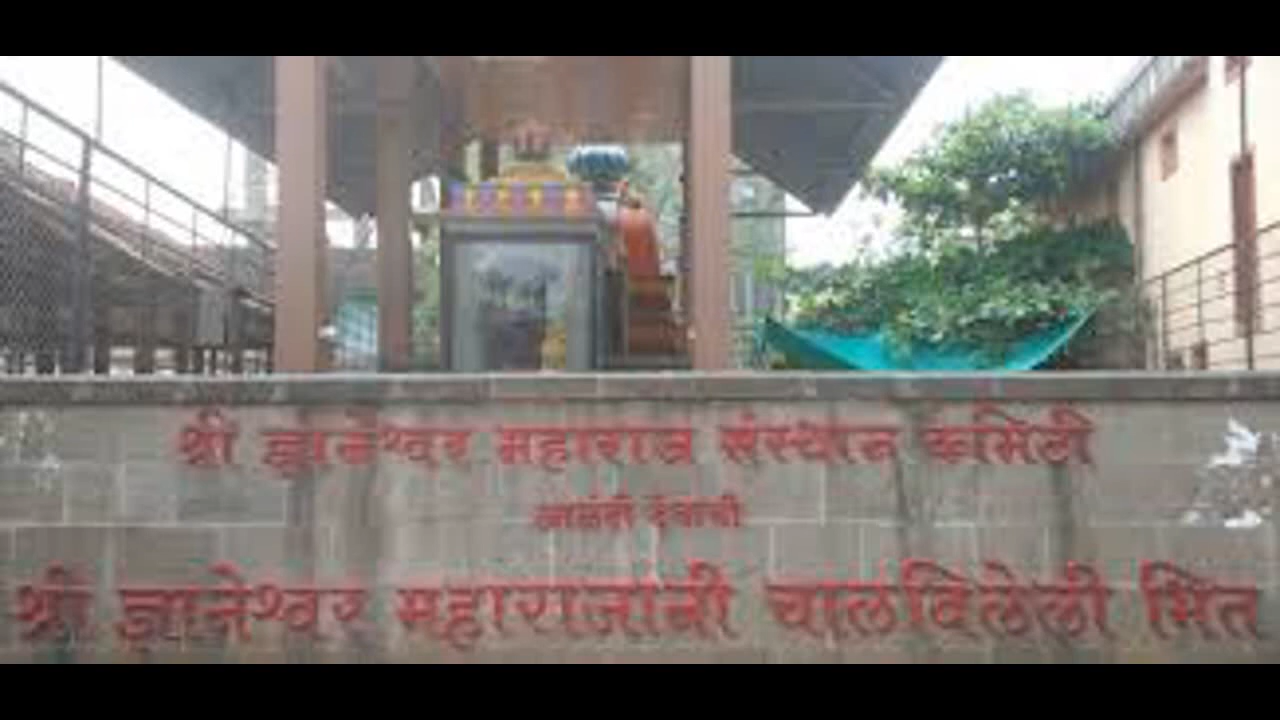 श्री ज्ञानेश्वर महाराज संस्थान कमिटी
आळंदी देवाची
श्री ज्ञानेश्वर महाराजांनी चालविलेली भिंत